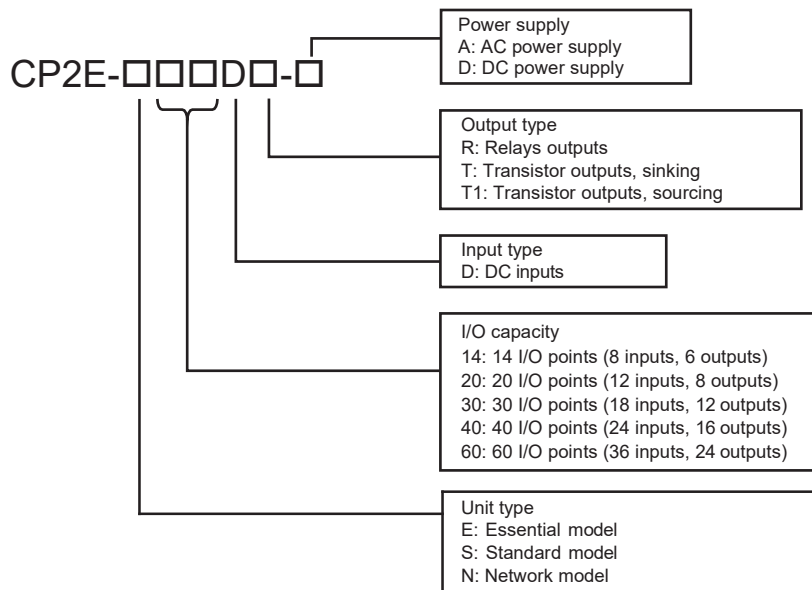 Power supply
A: AC power supply
D: DC power supply
CP2E-□□□D□-□
Output type
R: Relays outputs
T: Transistor outputs, sinking
T1: Transistor outputs, sourcing
Input type
D: DC inputs
I/O capacity
14: 14 I/O points (8 inputs, 6 outputs)
20: 20 I/O points (12 inputs, 8 outputs)
30: 30 I/O points (18 inputs, 12 outputs)
40: 40 I/O points (24 inputs, 16 outputs)
60: 60 I/O points (36 inputs, 24 outputs)
Unit type
E: Essential model
S: Standard model
N: Network model